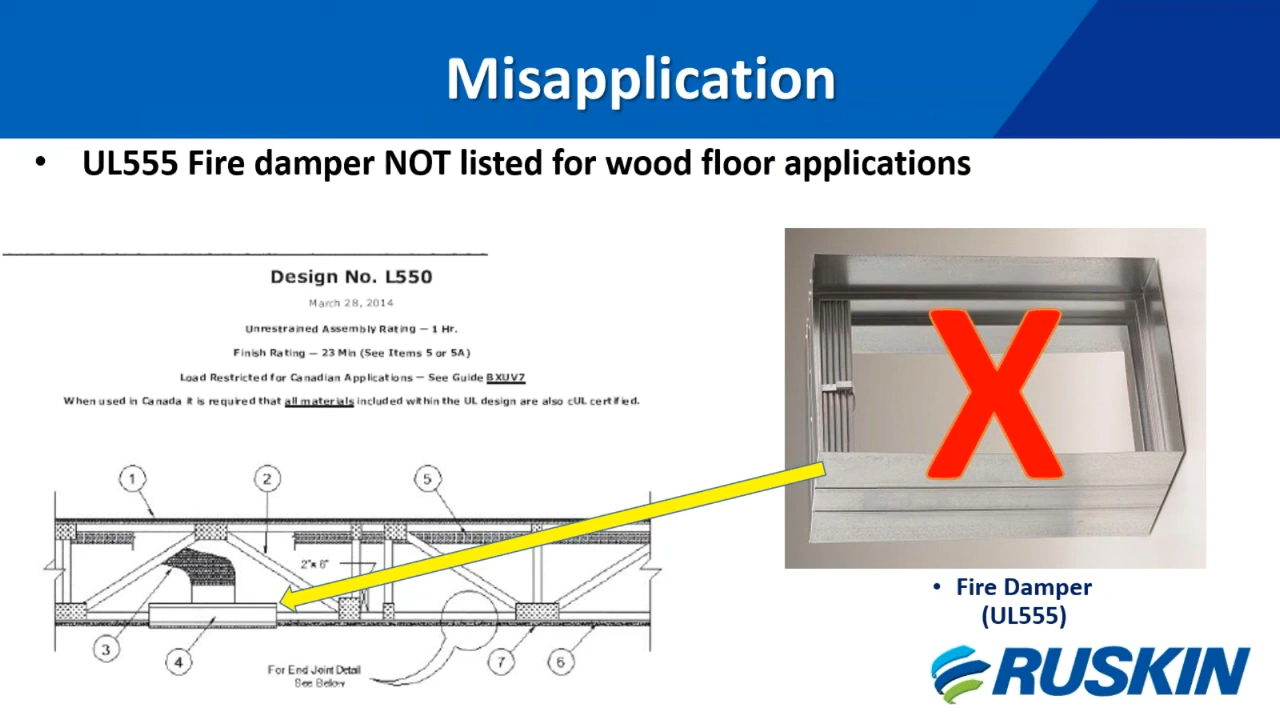 Misapplication
• UL555 Fire damper NOT listed for wood floor applications
Design No. L550
March 28, 2014
Unrestrained Assembly Rating — 1 Hr.
Finish Rating — 23 Min (See Items 5 or 5A)
Load Restricted for Canadian Applications — See Guide BXUV7
When used in Canada it is required that all materials included within the UL design are also cUL certified.
1
2
5
2"x 6"
3
4
7
6
For End Joint Detail
See Below
X
• Fire Damper
(UL555)
RUSKIN